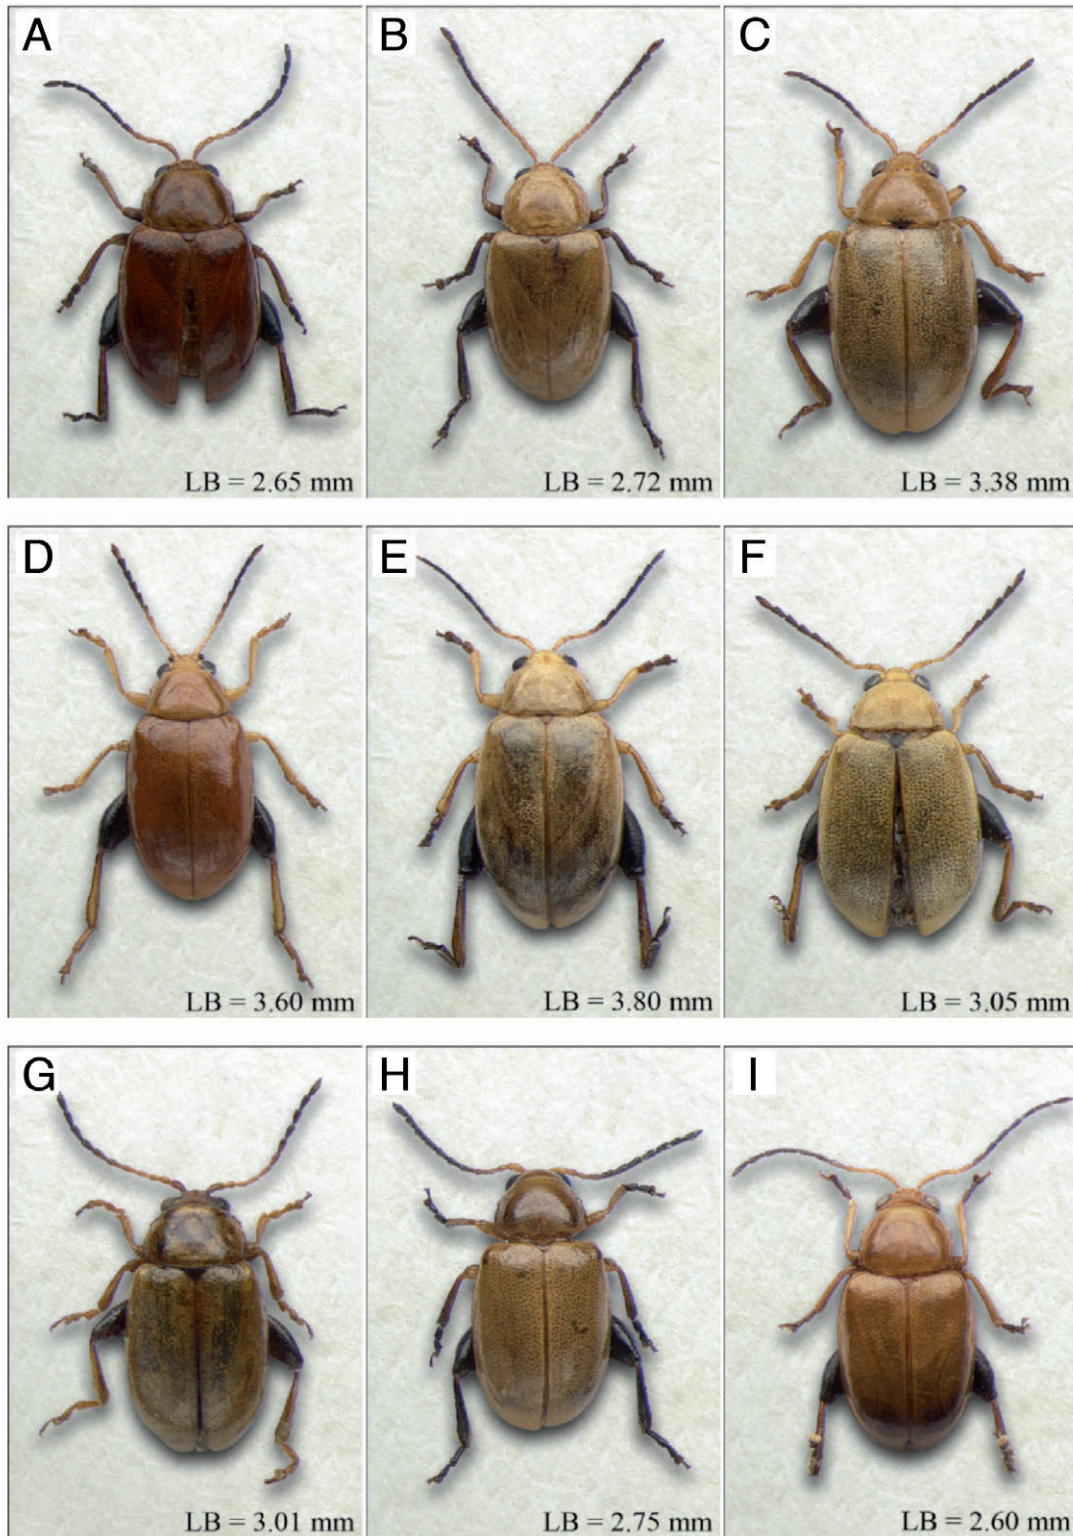 A
B
C
LB = 2.65 mm
LB = 2.72 mm
LB = 3.38 mm
D
E
F
LB = 3.60 mm
LB = 3.80 mm
LB = 3.05 mm
G
H
I
LB = 3.01 mm
LB = 2.75 mm
LB = 2.60 mm